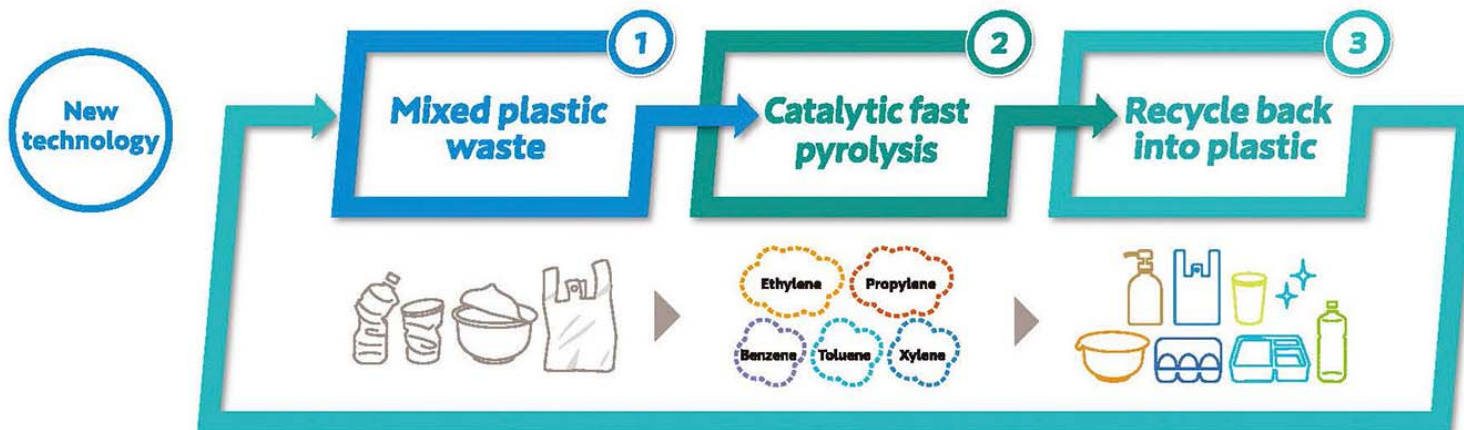 New
technology
1
Mixed plastic
waste
2
Catalytic fast
pyrolysis
3
Recycle back
into plastic
Ethylene
Propylene
Benzene
Toluene
Xylene